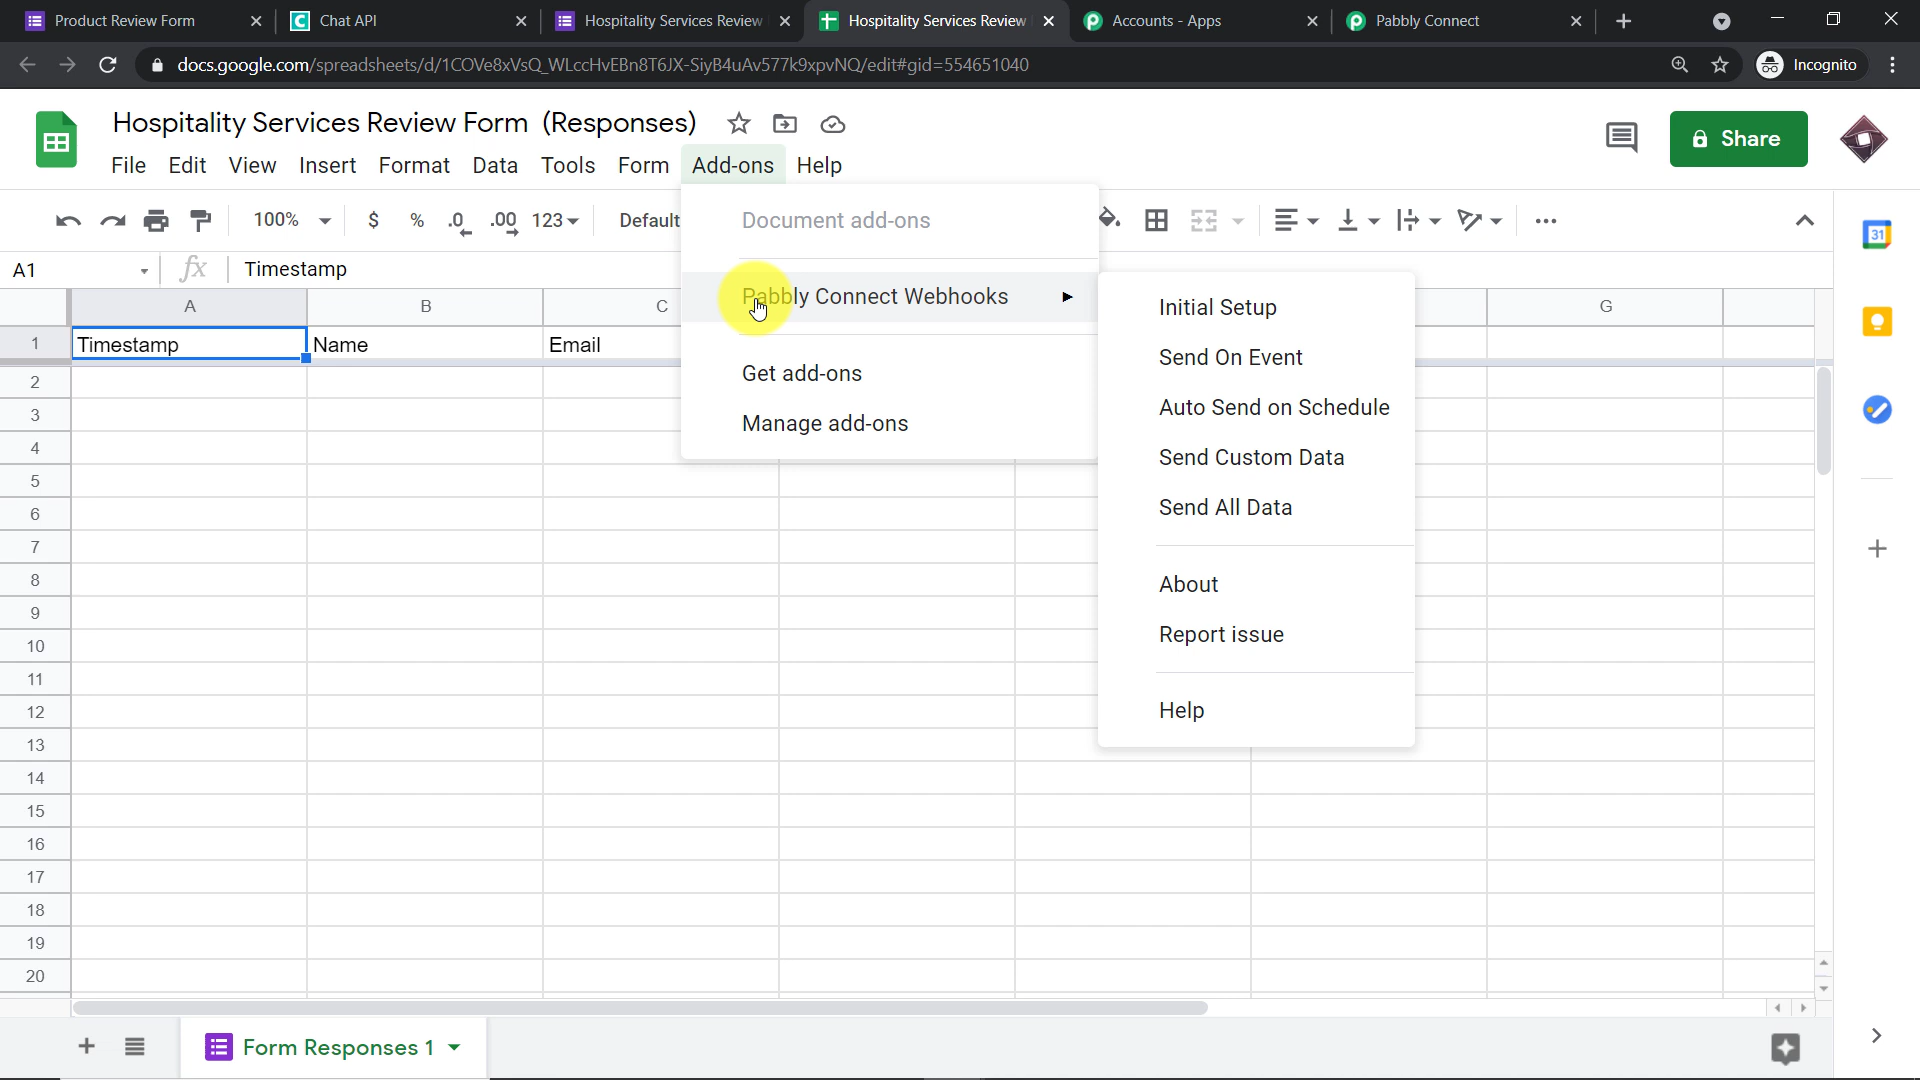 Product Review Form
Chat API
Hospitality Services Review
Hospitality Services Review
Accounts - Apps
Pabbly Connect
docs.google.com/spreadsheets/d/1COVe8xVsQ_WLccHvEBn8T6JX-SiyB4uAv577k9xpvNQ/edit#gid=554651040
Incognito
Hospitality Services Review Form (Responses)
Share
File Edit View Insert Format Data Tools Form Add-ons Help
100% $ % .0 .00 123 Default
Document add-ons
31
A1 fx Timestamp
Pabbly Connect Webhooks
Get add-ons
Manage add-ons
Initial Setup
Send On Event
Auto Send on Schedule
Send Custom Data
Send All Data
About
Report issue
Help
A B C G
1 Timestamp Name Email
2
3
4
5
6
7
8
9
10
11
12
13
14
15
16
17
18
19
20
Form Responses 1